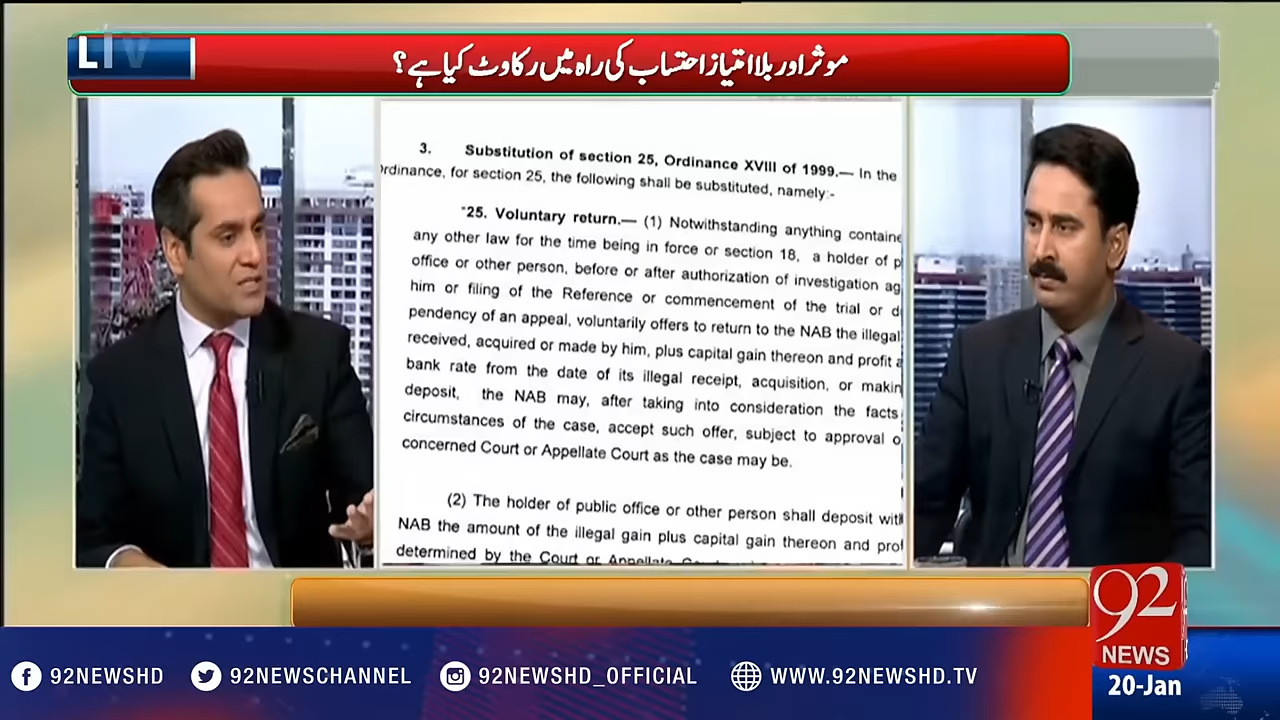 LIV
موثر اور بلا امتیاز احتساب کی راہ میں رکاوٹ کیا ہے؟
3. Substitution of section 25, Ordinance XVIII of 1999.— In the
rdinance, for section 25, the following shall be substituted, namely:-
"25. Voluntary return.— (1) Notwithstanding anything containe
any other law for the time being in force or section 18, a holder of p
office or other person, before or after authorization of investigation ag
him or filing of the Reference or commencement of the trial or d
pendency of an appeal, voluntarily offers to return to the NAB the illegal
received, acquired or made by him, plus capital gain thereon and profit a
bank rate from the date of its illegal receipt, acquisition, or makin
deposit, the NAB may, after taking into consideration the facts
circumstances of the case, accept such offer, subject to approval o
concerned Court or Appellate Court as the case may be.
(2) The holder of public office or other person shall deposit with
NAB the amount of the illegal gain plus capital gain thereon and prof
determined by the Court or Appellate
92 NEWS
20-Jan
92NEWSHD 92NEWSCHANNEL 92NEWSHD_OFFICIAL WWW.92NEWSHD.TV